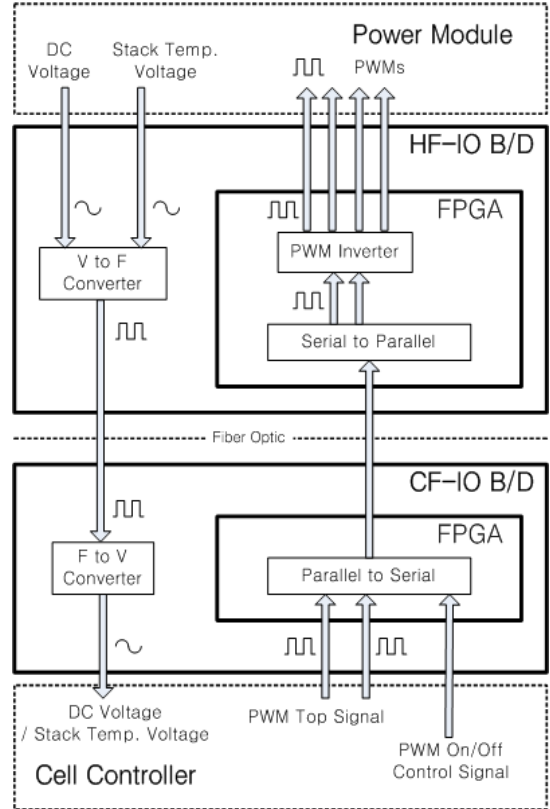 Power Module
DC
Voltage
Stack Temp.
Voltage
PWMs
HF-IO B/D
FPGA
PWM Inverter
V to F
Converter
Serial to Parallel
Fiber Optic
CF-IO B/D
FPGA
F to V
Converter
Parallel to Serial
DC Voltage
/ Stack Temp. Voltage
PWM Top Signal
PWM On/Off
Control Signal
Cell Controller